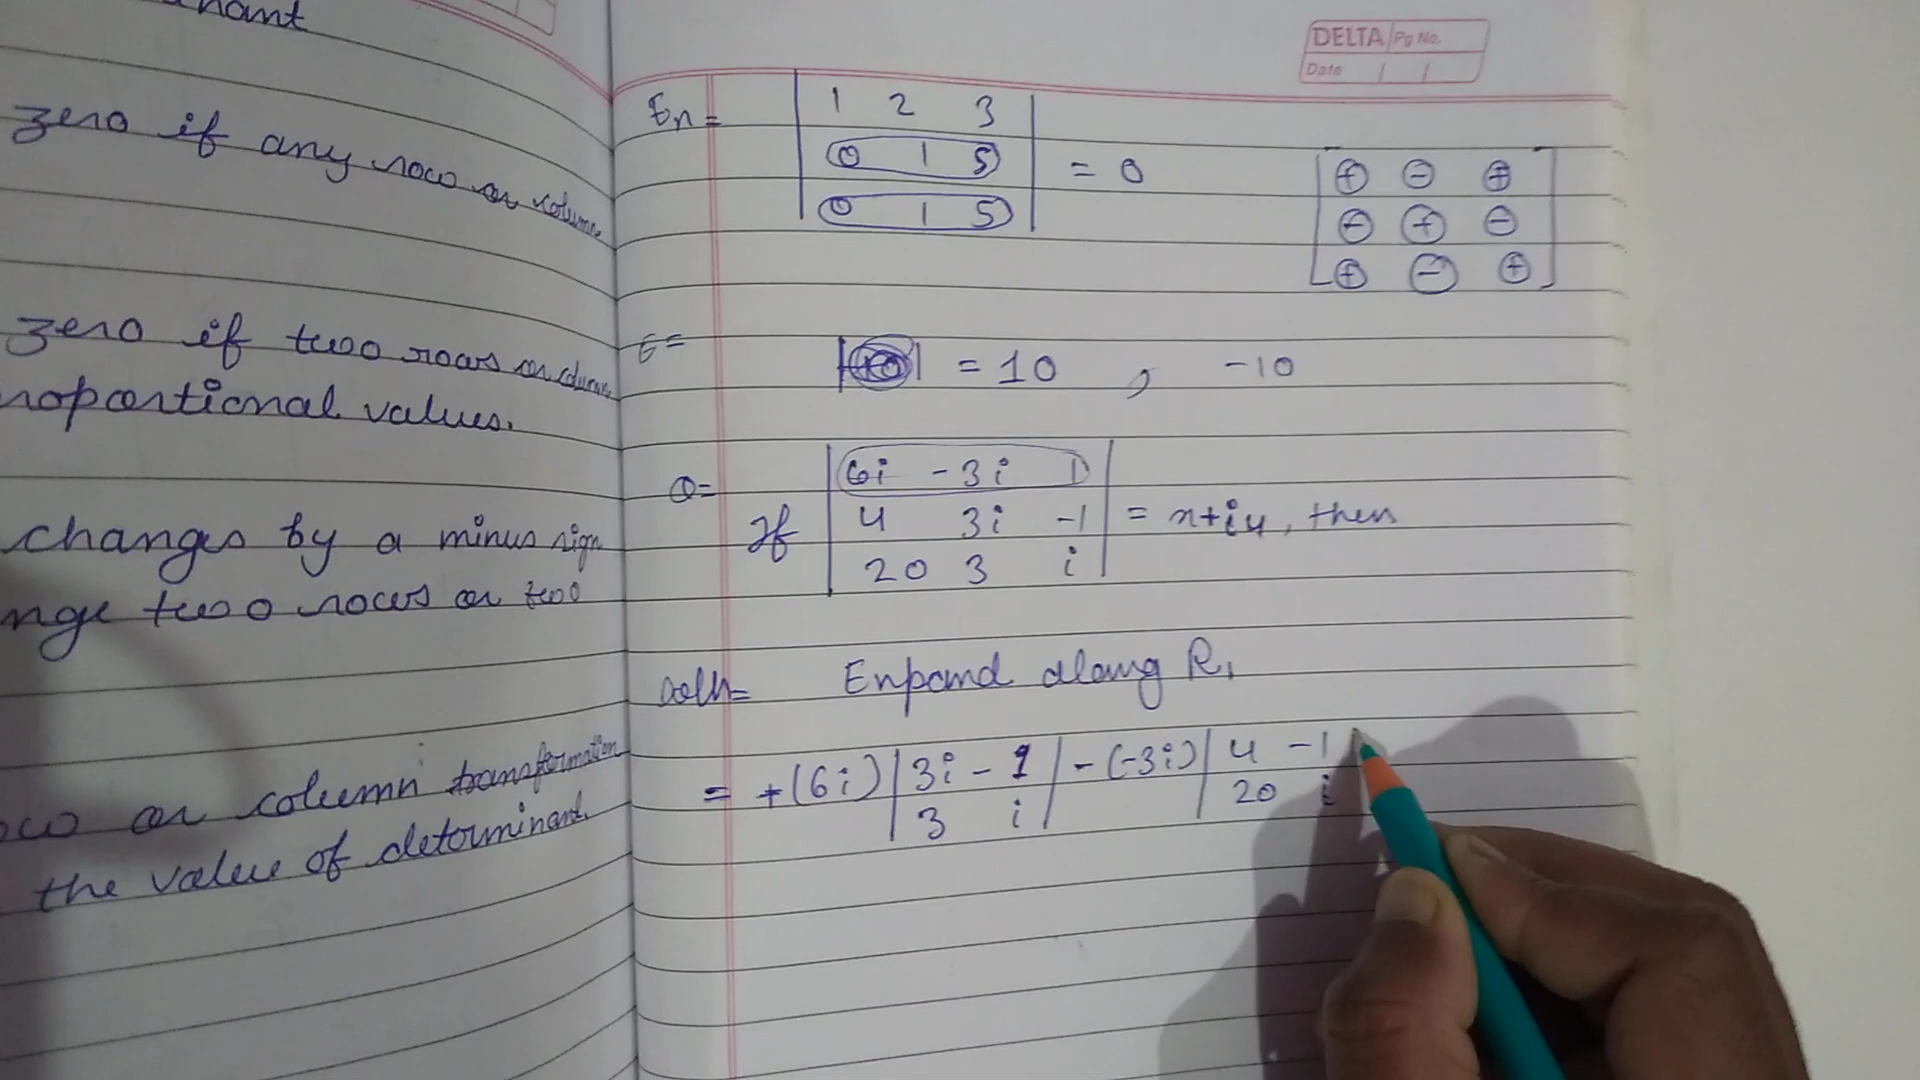 zero if any row or column
zero if two rows or column
proportional values.
changes by a minus sign
nge two rows or two
or column transformation
the value of determinant.
DELTA Pg No.
Date / /
Ex= | 1 2 3 |
| 0 1 5 | = 0
| 0 1 5 |
⊕ ⊖ ⊕
⊖ ⊕ ⊖
⊕ ⊖ ⊕
= 10 , -10
Q=
| 6i -3i 1 |
If | 4 3i -1 | = x+iy, then
| 20 3 i |
Soln= Expand along R₁
= +(6i) | 3i -1 | -(-3i) | 4 -1
| 3 i | | 20 i